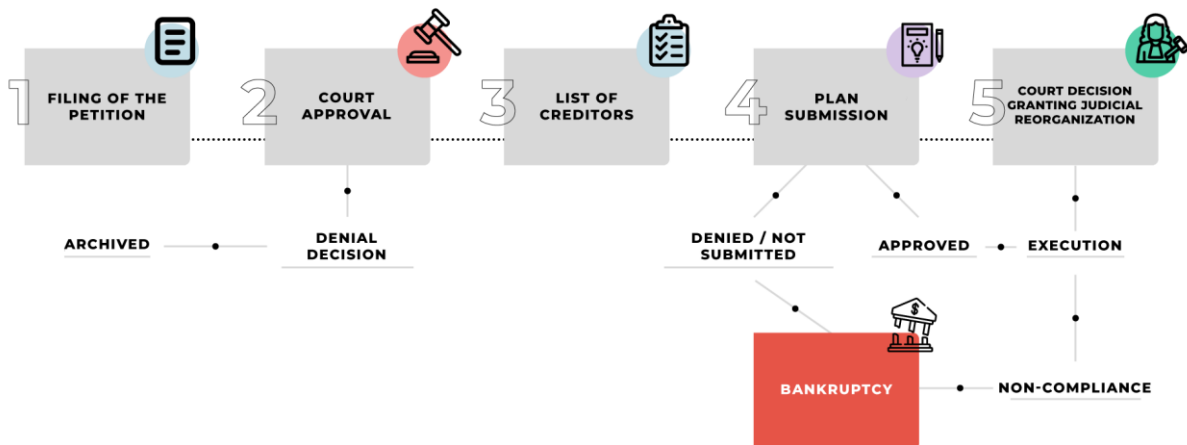 1
FILING OF THE
PETITION
2
COURT
APPROVAL
3
LIST OF
CREDITORS
4
PLAN
SUBMISSION
5
COURT DECISION
GRANTING JUDICIAL
REORGANIZATION
ARCHIVED
DENIAL
DECISION
DENIED / NOT
SUBMITTED
APPROVED
EXECUTION
$
BANKRUPTCY
NON-COMPLIANCE